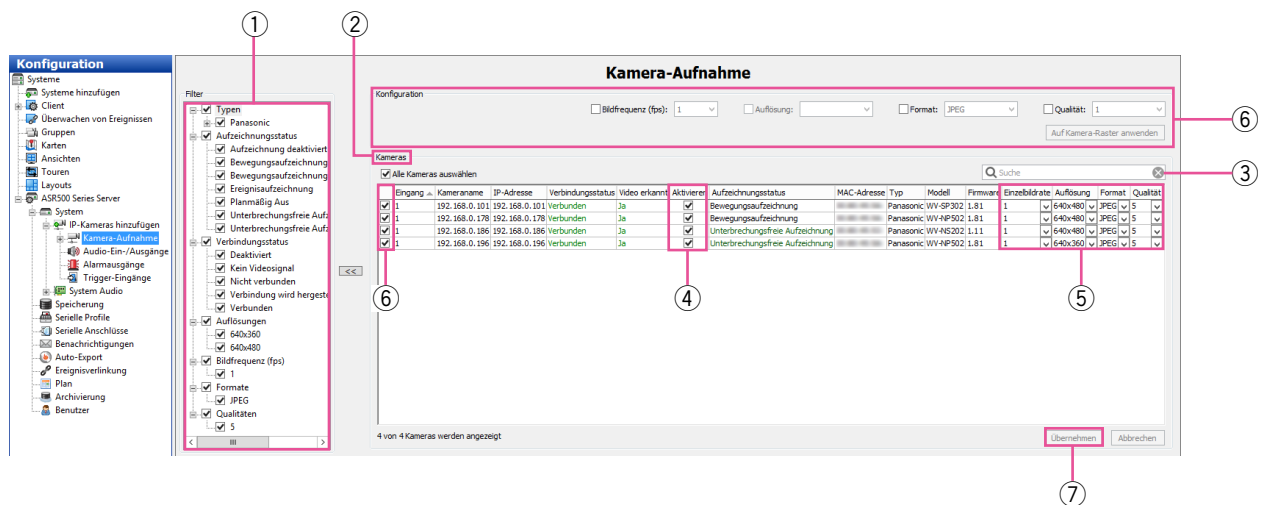 ①
②
Konfiguration
Systeme
Systeme hinzufügen
Client
Überwachen von Ereignissen
Gruppen
Karten
Ansichten
Touren
Layouts
ASR500 Series Server
System
IP-Kameras hinzufügen
Kamera-Aufnahme
Audio-Ein-/Ausgänge
Alarmausgänge
Trigger-Eingänge
System Audio
Speicherung
Serielle Profile
Serielle Anschlüsse
Benachrichtigungen
Auto-Export
Ereignisverlinkung
Plan
Archivierung
Benutzer
Filter
Typen
Panasonic
Aufzeichnungsstatus
Aufzeichnung deaktiviert
Bewegungsaufzeichnung
Bewegungsaufzeichnung
Ereignisaufzeichnung
Planmäßig Aus
Unterbrechungsfreie Aufz
Unterbrechungsfreie Aufz
Verbindungsstatus
Deaktiviert
Kein Videosignal
Nicht verbunden
Verbindung wird hergeste
Verbunden
Auflösungen
640x360
640x480
Bildfrequenz (fps)
1
Formate
JPEG
Qualitäten
5
<<
Kamera-Aufnahme
Konfiguration
Bildfrequenz (fps): 1 Auflösung: Format: JPEG Qualität: 1
Auf Kamera-Raster anwenden
⑥
Kameras
Alle Kameras auswählen
Suche
③
Eingang Kameraname IP-Adresse Verbindungsstatus Video erkannt Aktivieren Aufzeichnungsstatus MAC-Adresse Typ Modell Firmware Einzelbildrate Auflösung Format Qualität
1 192.168.0.101 192.168.0.101 Verbunden Ja Bewegungsaufzeichnung Panasonic WV-SP302 1.81 1 640x480 JPEG 5
1 192.168.0.178 192.168.0.178 Verbunden Ja Bewegungsaufzeichnung Panasonic WV-NP502 1.81 1 640x480 JPEG 5
1 192.168.0.186 192.168.0.186 Verbunden Ja Unterbrechungsfreie Aufzeichnung Panasonic WV-NS202 1.11 1 640x480 JPEG 5
1 192.168.0.196 192.168.0.196 Verbunden Ja Unterbrechungsfreie Aufzeichnung Panasonic WV-NP502 1.81 1 640x360 JPEG 5
⑥
④
⑤
4 von 4 Kameras werden angezeigt
Übernehmen
Abbrechen
⑦